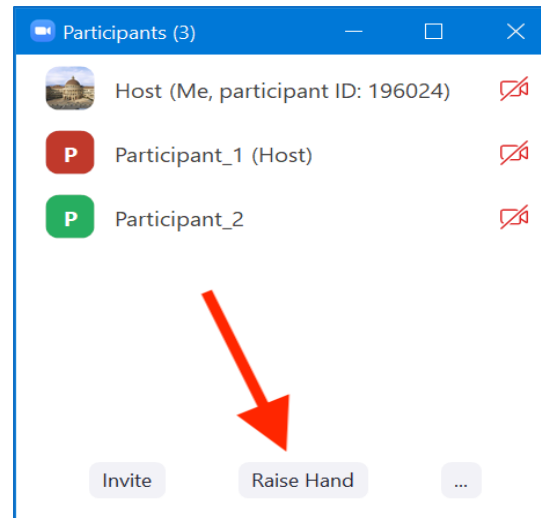 Participants (3)
Host (Me, participant ID: 196024)
P Participant_1 (Host)
P Participant_2
Invite Raise Hand ...